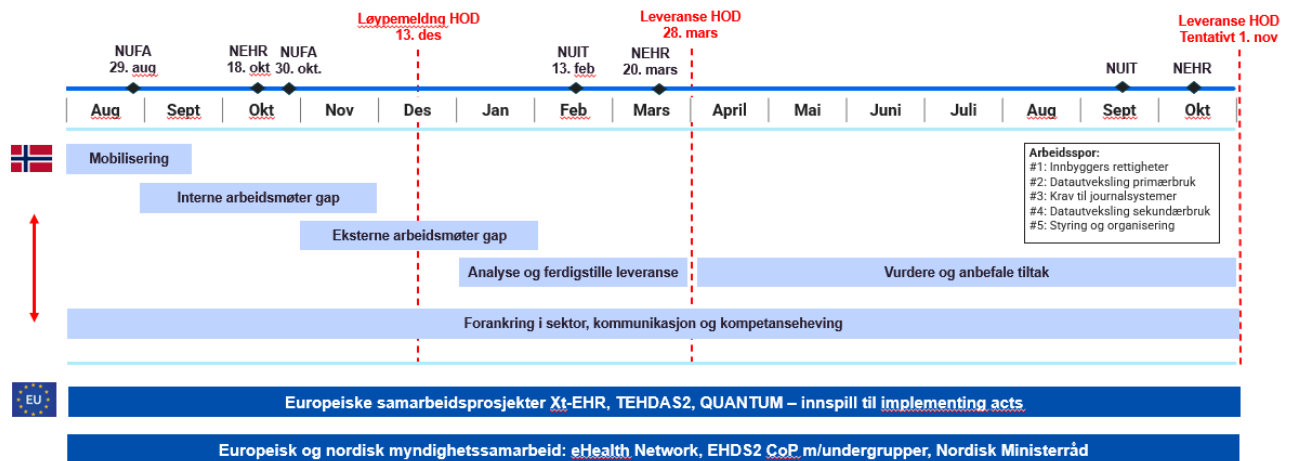 Løypemeldng HOD
13. des
Leveranse HOD
28. mars
Leveranse HOD
Tentativt 1. nov
NUFA
29. aug
NEHR
18. okt
NUFA
30. okt.
NUIT
13. feb
NEHR
20. mars
NUIT
NEHR
Aug Sept Okt Nov Des Jan Feb Mars April Mai Juni Juli Aug Sept Okt
Mobilisering
Interne arbeidsmøter gap
Eksterne arbeidsmøter gap
Analyse og ferdigstille leveranse
Vurdere og anbefale tiltak
Forankring i sektor, kommunikasjon og kompetanseheving
Arbeidsspor:
#1: Innbyggers rettigheter
#2: Datautveksling primærbruk
#3: Krav til journalsystemer
#4: Datautveksling sekundærbruk
#5: Styring og organisering
EU
Europeiske samarbeidsprosjekter Xt-EHR, TEHDAS2, QUANTUM – innspill til implementing acts
Europeisk og nordisk myndighetssamarbeid: eHealth Network, EHDS2 CoP m/undergrupper, Nordisk Ministerråd